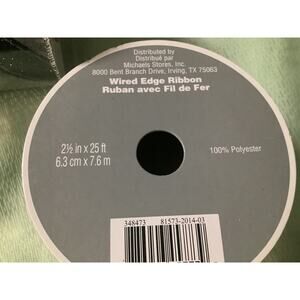 Distributed by
Distribué par
Michaels Stores, Inc.
8000 Bent Branch Drive, Irving, TX 75063
Wired Edge Ribbon
Ruban avec Fil de Fer
2½ in x 25 ft
6.3 cm x 7.6 m
100% Polyester
348473 81573-2014-03